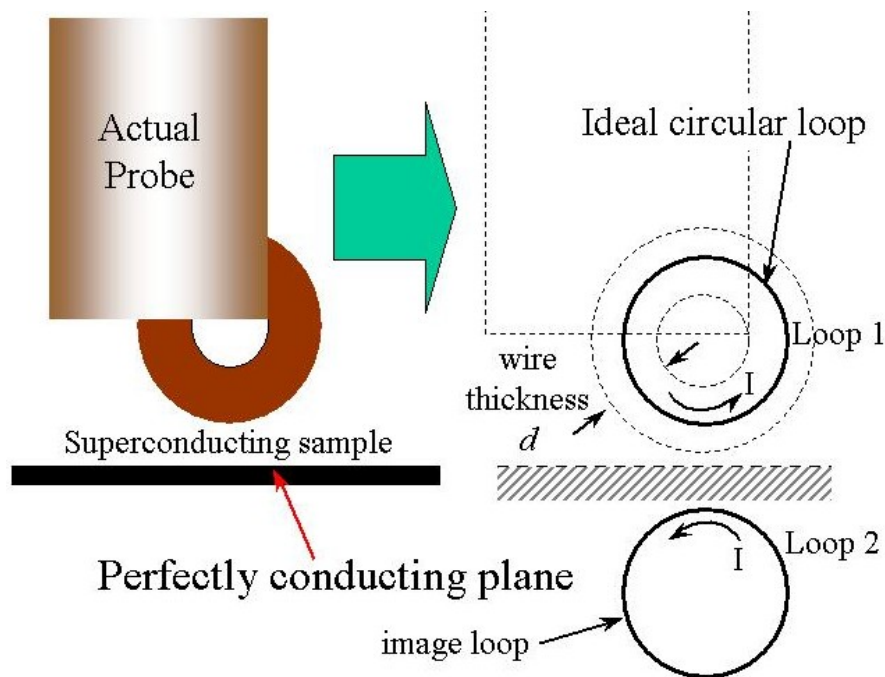 Actual
Probe
Superconducting sample
Perfectly conducting plane
Ideal circular loop
Loop 1
wire
thickness
d
I
I
Loop 2
image loop